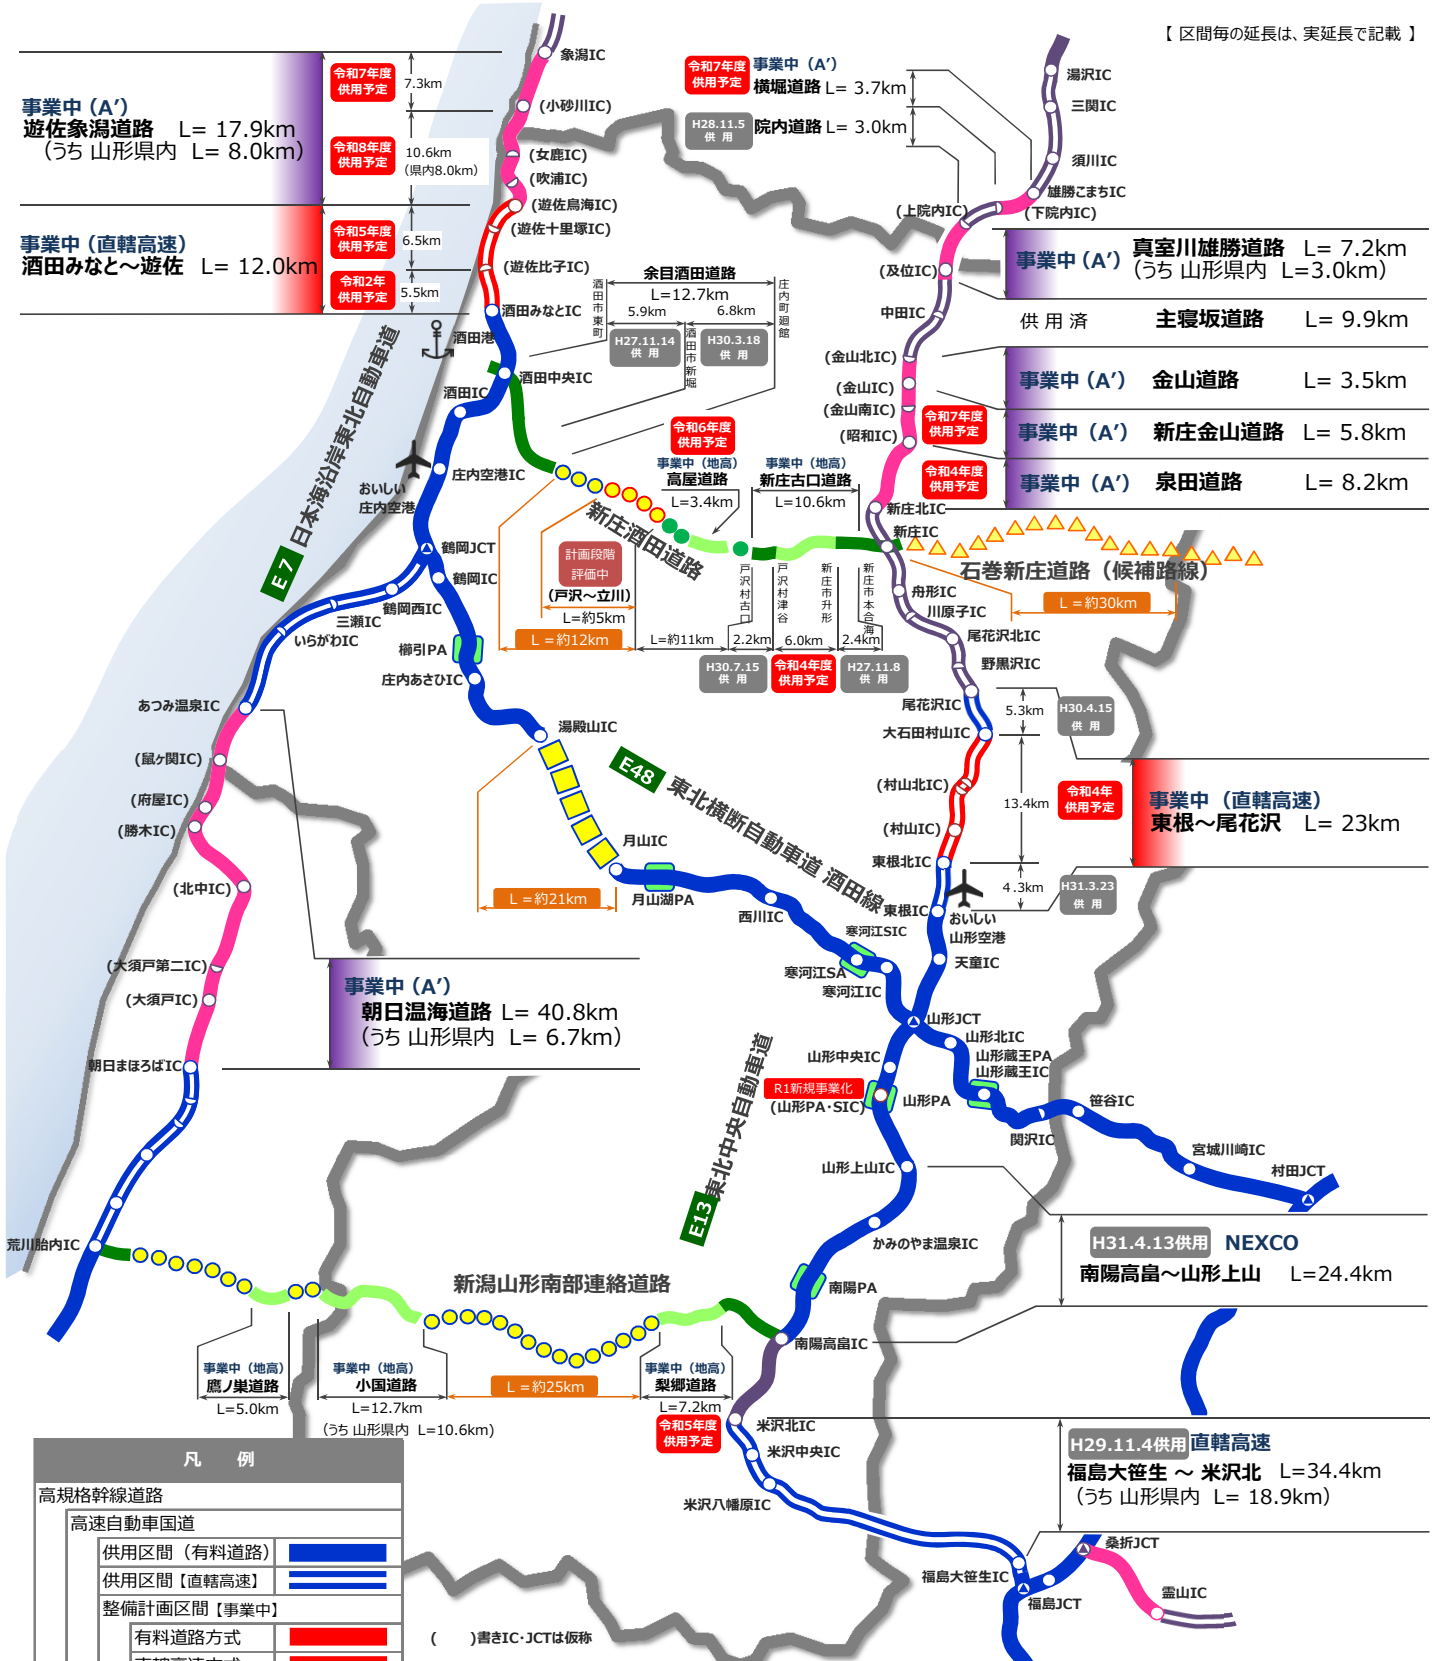 【 区間毎の延長は、実延長で記載 】
象潟IC
(小砂川IC)
(女鹿IC)
(吹浦IC)
(遊佐鳥海IC)
(遊佐十里塚IC)
(遊佐比子IC)
酒田みなとIC
事業中（A’）
遊佐象潟道路 L= 17.9km
（うち 山形県内 L= 8.0km）
令和7年度
供用予定
7.3km
令和8年度
供用予定
10.6km
（県内8.0km）
事業中（直轄高速）
酒田みなと～遊佐 L= 12.0km
令和5年度
供用予定
6.5km
令和2年
供用予定
5.5km
令和7年度
供用予定
事業中（A’）
横堀道路 L= 3.7km
H28.11.5
供 用
院内道路 L= 3.0km
湯沢IC
三関IC
須川IC
雄勝こまちIC
(下院内IC)
(上院内IC)
(及位IC)
中田IC
(金山北IC)
(金山IC)
(金山南IC)
(昭和IC)
新庄北IC
新庄IC
事業中（A’） 真室川雄勝道路 L= 7.2km
（うち 山形県内 L=3.0km）
供 用 済 主寝坂道路 L= 9.9km
事業中（A’） 金山道路 L= 3.5km
令和7年度
供用予定
事業中（A’） 新庄金山道路 L= 5.8km
令和4年度
供用予定
事業中（A’） 泉田道路 L= 8.2km
余目酒田道路
L=12.7km
5.9km
6.8km
酒田市東町
酒田市新堀
庄内町廻館
H27.11.14
供 用
H30.3.18
供 用
酒田港
酒田中央IC
酒田IC
庄内空港IC
おいしい
庄内空港
E7 日本海沿岸東北自動車道
鶴岡JCT
鶴岡IC
鶴岡西IC
三瀬IC
いらがわIC
櫛引PA
庄内あさひIC
あつみ温泉IC
湯殿山IC
令和6年度
供用予定
事業中（地高）
高屋道路
L=3.4km
事業中（地高）
新庄古口道路
L=10.6km
新庄酒田道路
計画段階
評価中
（戸沢～立川）
L=約5km
L =約12km
L=約11km
戸沢村古口
戸沢村津谷
新庄市升形
新庄市本合海
2.2km
6.0km
2.4km
H30.7.15
供 用
令和4年度
供用予定
H27.11.8
供 用
石巻新庄道路（候補路線）
L =約30km
舟形IC
川原子IC
尾花沢北IC
野黒沢IC
尾花沢IC
大石田村山IC
(村山北IC)
(村山IC)
東根北IC
東根IC
おいしい
山形空港
天童IC
5.3km
H30.4.15
供 用
13.4km
令和4年
供用予定
4.3km
H31.3.23
供 用
事業中（直轄高速）
東根～尾花沢 L= 23km
(鼠ヶ関IC)
(府屋IC)
(勝木IC)
(北中IC)
(大須戸第二IC)
(大須戸IC)
朝日まほろばIC
荒川胎内IC
E48 東北横断自動車道 酒田線
月山IC
L =約21km
月山湖PA
西川IC
寒河江SIC
寒河江SA
寒河江IC
事業中（A’）
朝日温海道路 L= 40.8km
（うち 山形県内 L= 6.7km）
山形JCT
山形北IC
山形蔵王PA
山形蔵王IC
山形中央IC
R1新規事業化
(山形PA・SIC)
山形PA
関沢IC
笹谷IC
宮城川崎IC
村田JCT
山形上山IC
かみのやま温泉IC
E13 東北中央自動車道
南陽PA
南陽高畠IC
H31.4.13供用 NEXCO
南陽高畠～山形上山 L=24.4km
新潟山形南部連絡道路
事業中（地高）
鷹ノ巣道路
L=5.0km
事業中（地高）
小国道路
L=12.7km
（うち 山形県内 L=10.6km）
L =約25km
事業中（地高）
梨郷道路
L=7.2km
令和5年度
供用予定
米沢北IC
米沢中央IC
米沢八幡原IC
H29.11.4供用 直轄高速
福島大笹生 ～ 米沢北 L=34.4km
（うち 山形県内 L= 18.9km）
福島大笹生IC
福島JCT
桑折JCT
霊山IC
凡 例
高規格幹線道路
高速自動車国道
供用区間（有料道路）
供用区間【直轄高速】
整備計画区間【事業中】
有料道路方式
( )書きIC・JCTは仮称